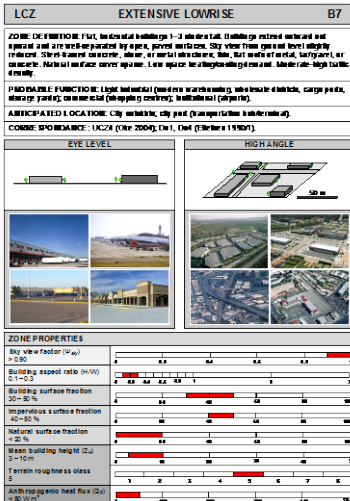 LCZ EXTENSIVE LOWRISE B7
ZONE DEFINITION: Flat, horizontal buildings 1–3 stories tall. Buildings extend outward not
upward and are well-separated by open, paved surfaces. Sky view from ground level slightly
reduced. Steel-framed concrete, stone, or metal structures; thin, flat roofs of metal, tar/gravel, or
concrete. Natural surface cover sparse. Low space heating/cooling demand. Moderate–high traffic
density.
PROBABLE FUNCTION: Light industrial (modern warehousing, wholesale districts, cargo ports,
storage yards); commercial (shopping centres); institutional (airports).
ANTICIPATED LOCATION: City outskirts, city port (transportation hub/terminal).
CORRESPONDANCE: UCZ4 (Oke 2004); Do1, Do4 (Ellefsen 1990/1).
EYE LEVEL HIGH ANGLE
50 m
ZONE PROPERTIES
Sky view factor
> 0.90
Building aspect ratio (H/W)
0.1–0.3
Building surface fraction
30–50 %
Impervious surface fraction
40–50 %
Natural surface fraction
< 20 %
Mean building height
3–10 m
Terrain roughness class
5
1 2 3 4 5 6 7 8
Anthropogenic heat flux
< 50 W m